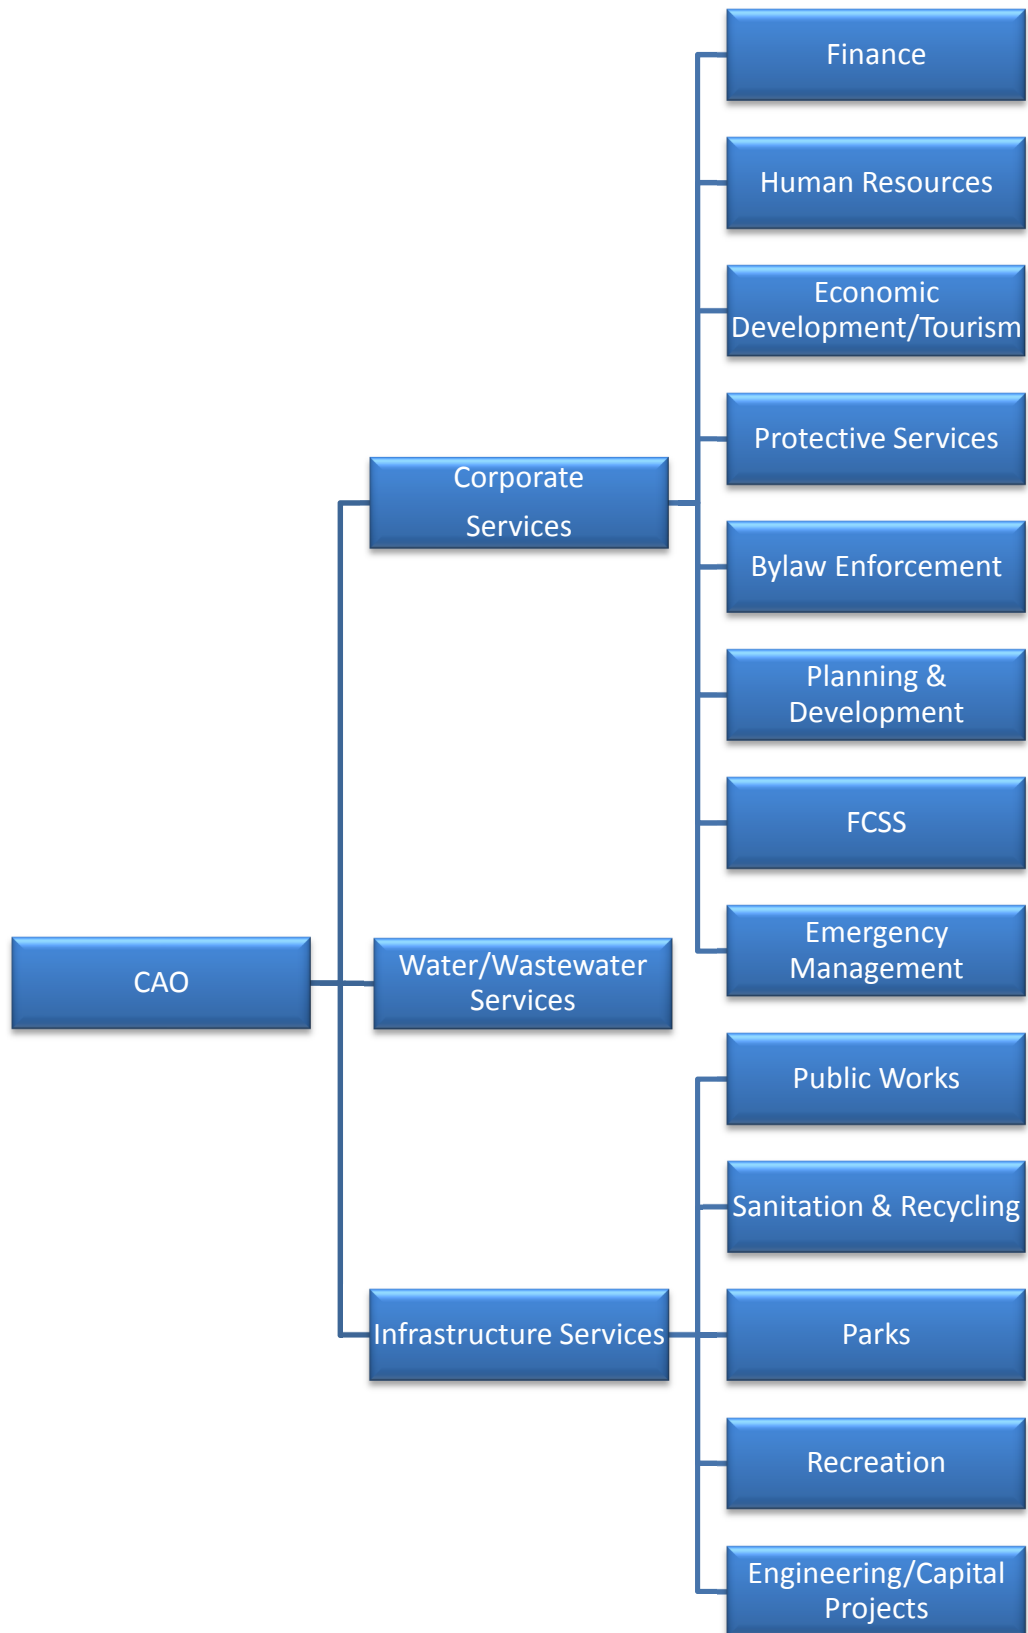 Finance
Human Resources
Economic
Development/Tourism
Protective Services
Corporate
Services
Bylaw Enforcement
Planning &
Development
FCSS
Emergency
Management
CAO
Water/Wastewater
Services
Public Works
Sanitation & Recycling
Infrastructure Services
Parks
Recreation
Engineering/Capital
Projects